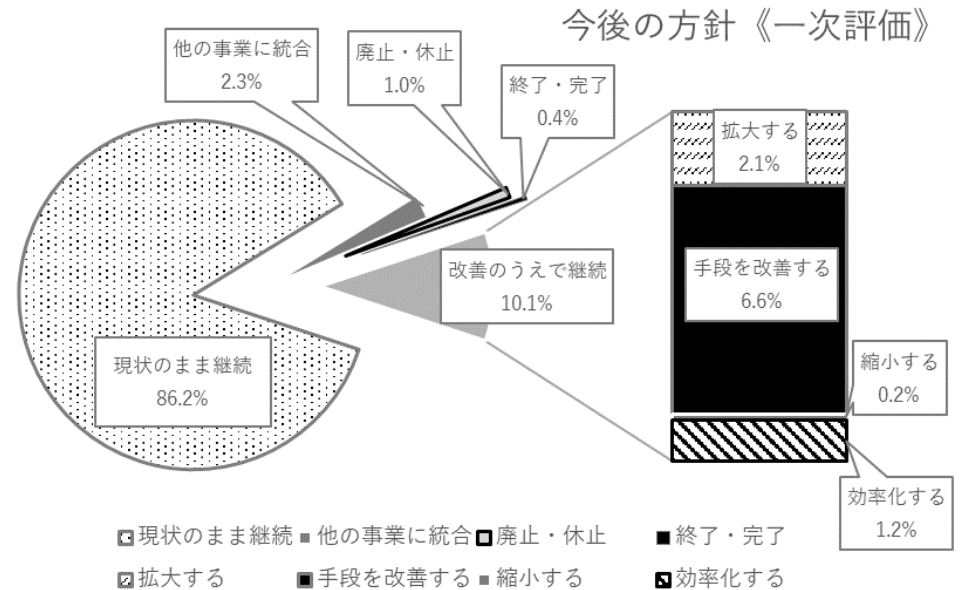 今後の方針《一次評価》
他の事業に統合
2.3%
廃止・休止
1.0%
終了・完了
0.4%
拡大する
2.1%
改善のうえで継続
10.1%
手段を改善する
6.6%
現状のまま継続
86.2%
縮小する
0.2%
効率化する
1.2%
現状のまま継続 他の事業に統合 廃止・休止 終了・完了
拡大する 手段を改善する 縮小する 効率化する